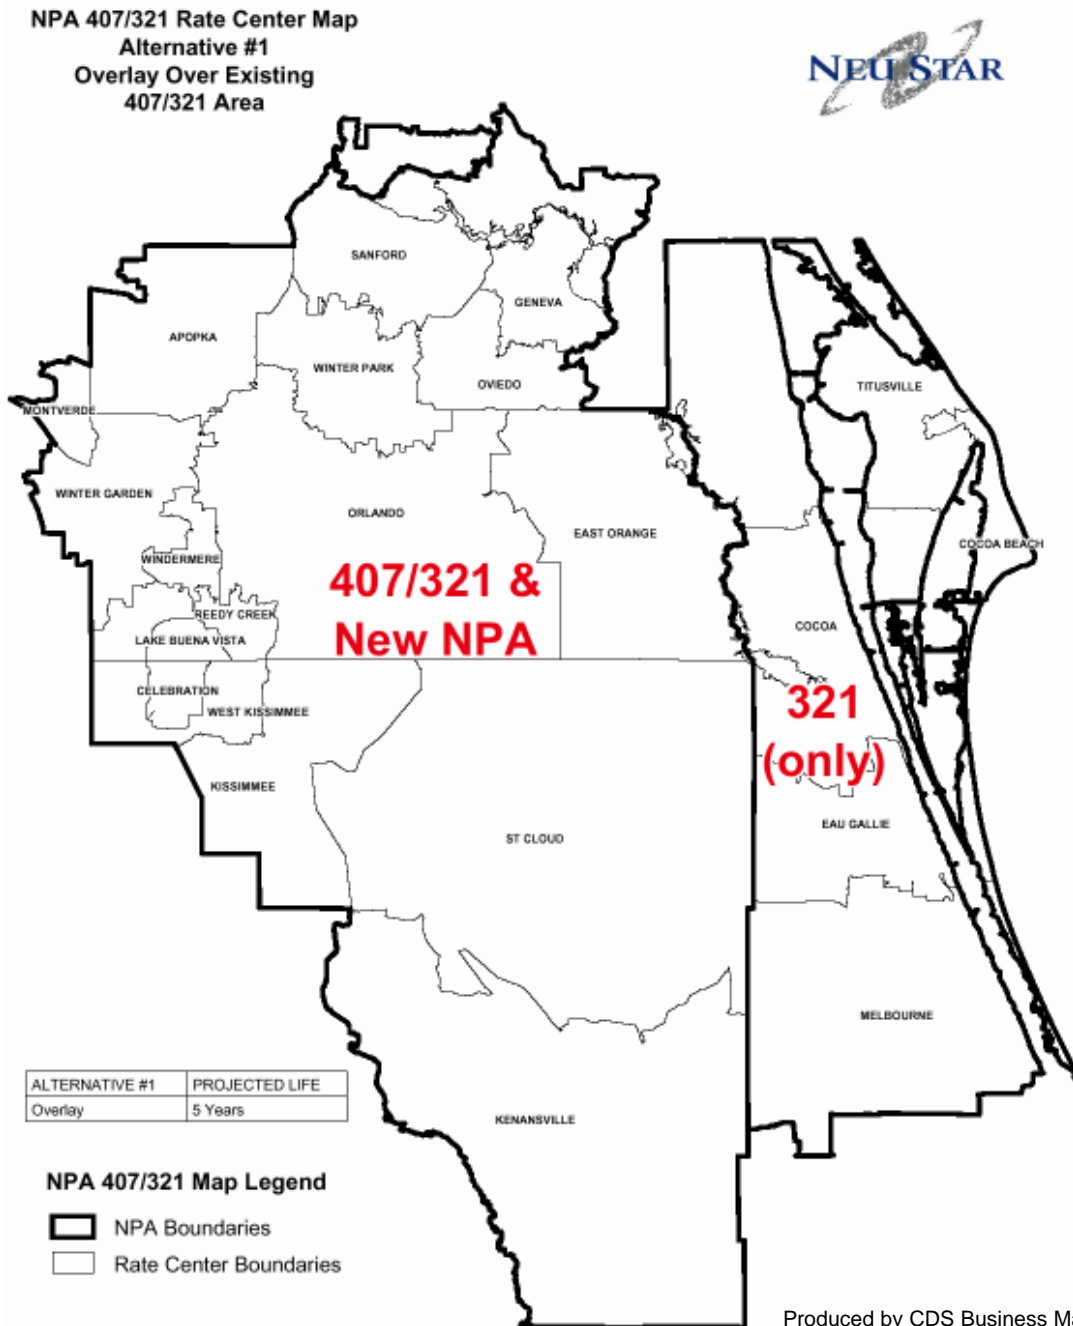 NPA 407/321 Rate Center Map
Alternative #1
Overlay Over Existing
407/321 Area
NEUSTAR
SANFORD
GENEVA
APOPKA
WINTER PARK
OVIEDO
TITUSVILLE
MONTVERDE
WINTER GARDEN
ORLANDO
EAST ORANGE
COCOA BEACH
WINDERMERE
407/321 &
New NPA
REEDY CREEK
LAKE BUENA VISTA
COCOA
CELEBRATION
WEST KISSIMMEE
321
(only)
KISSIMMEE
EAU GALLIE
ST CLOUD
MELBOURNE
ALTERNATIVE #1 PROJECTED LIFE
Overlay 5 Years
KENANSVILLE
NPA 407/321 Map Legend
NPA Boundaries
Rate Center Boundaries
Produced by CDS Business Ma